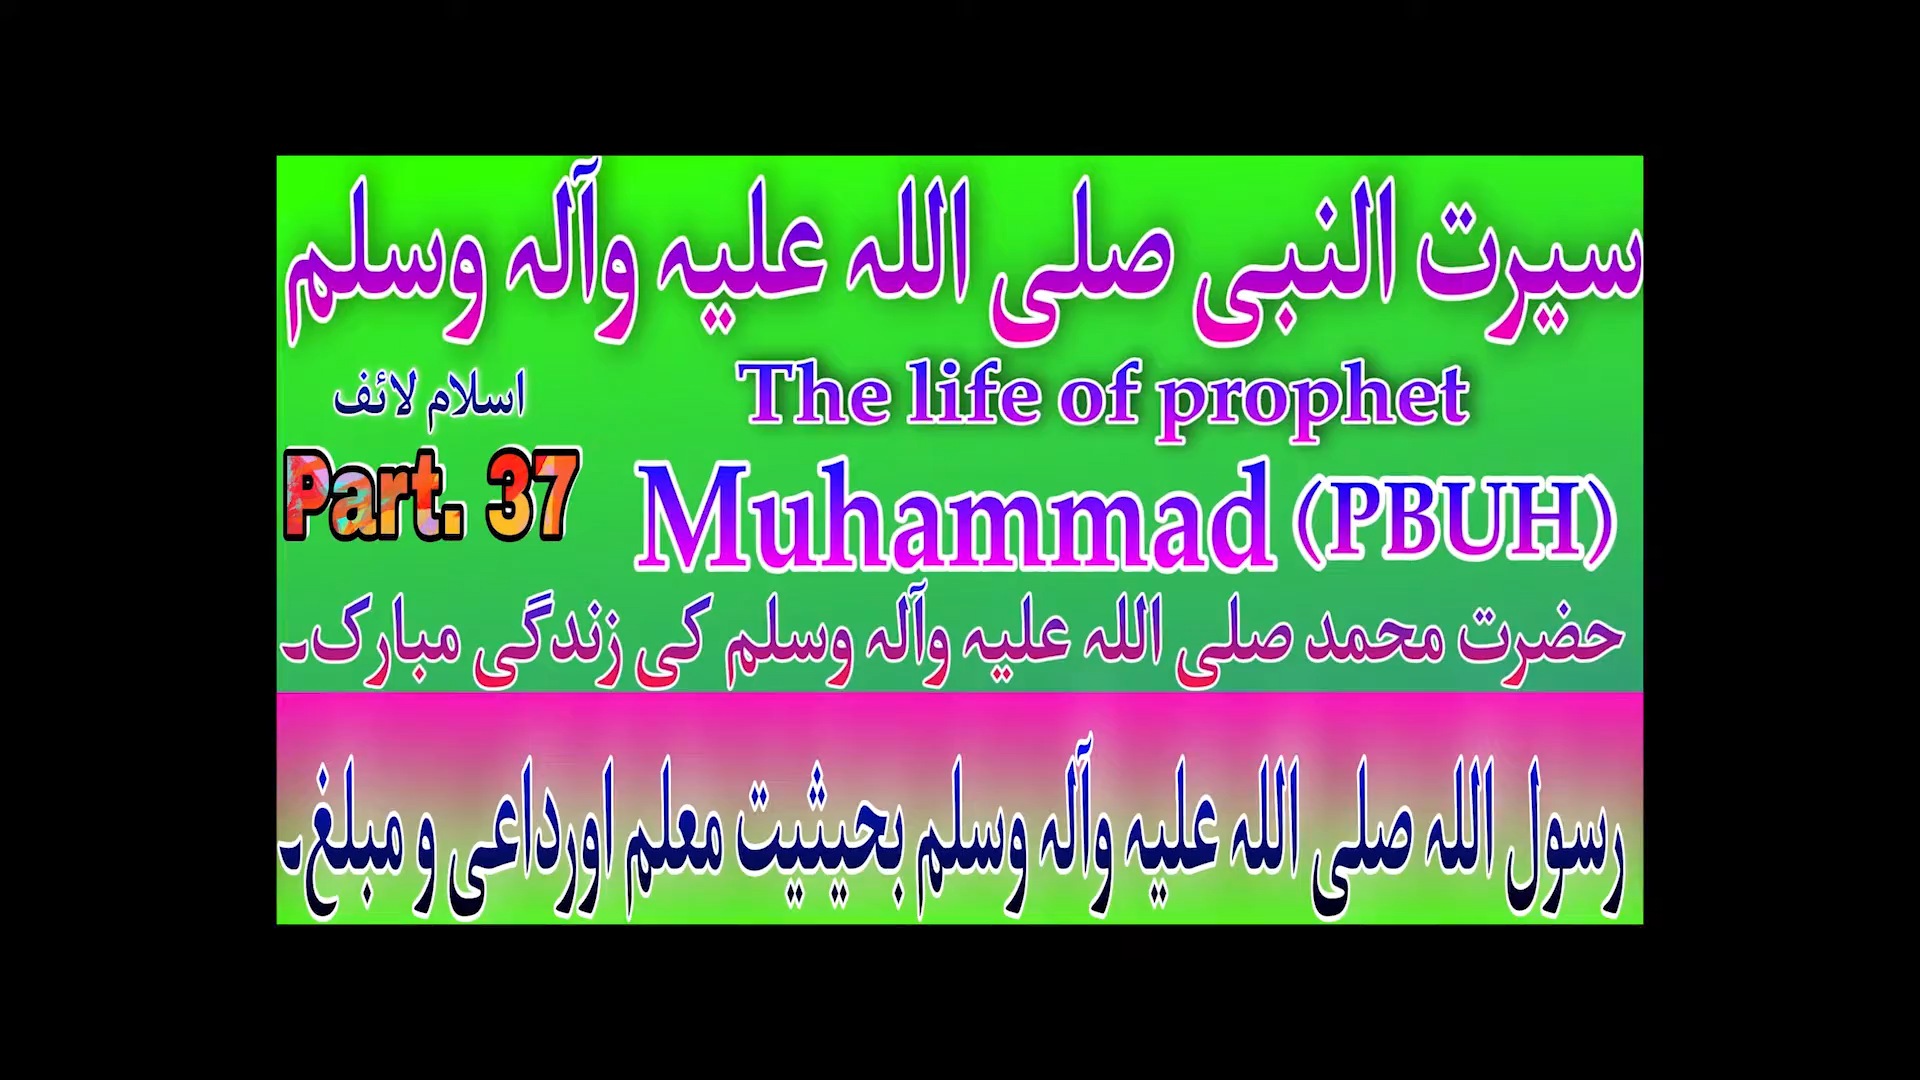 سیرت النبی صلی اللہ علیہ وآلہ وسلم
The life of prophet
اسلام لائف
Part. 37
Muhammad (PBUH)
حضرت محمد صلی اللہ علیہ وآلہ وسلم کی زندگی مبارک۔
رسول اللہ صلی اللہ علیہ وآلہ وسلم بحیثیت معلم اورداعی و مبلغ۔